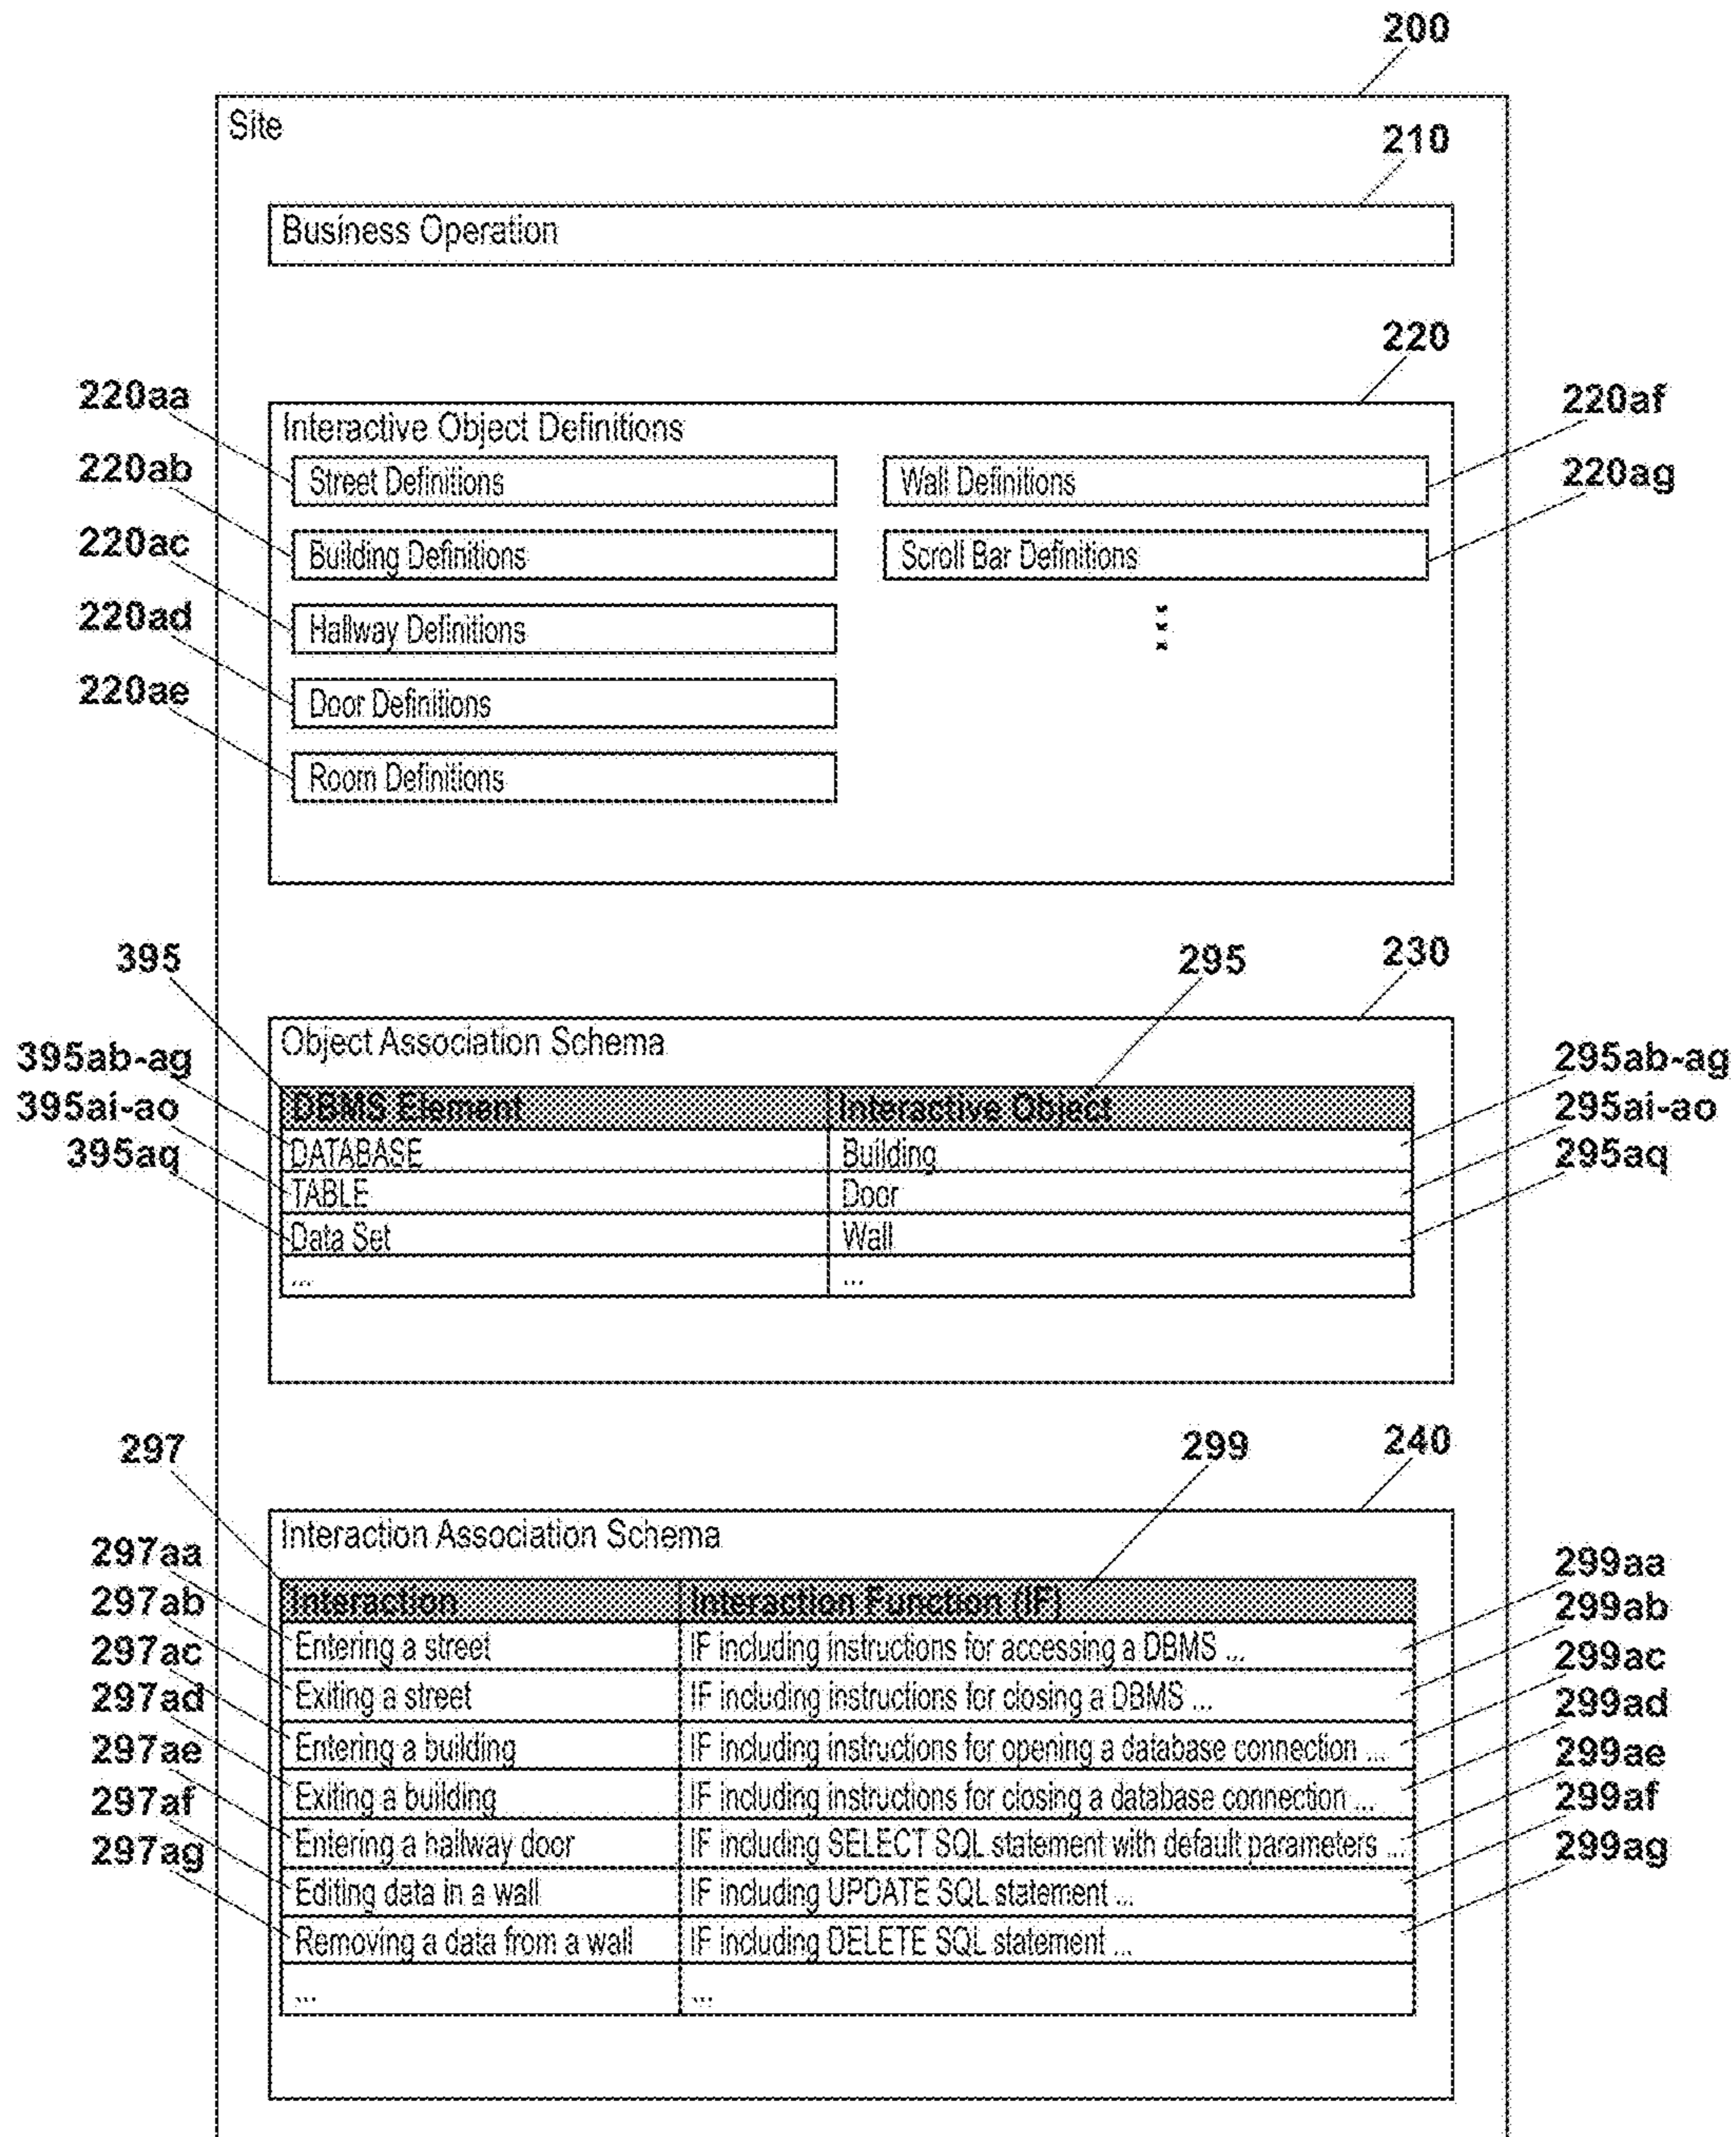 200
Site
210
Business Operation
220
220aa
220af
Interactive Object Definitions
220ab
Street Definitions
Wall Definitions
220ag
220ac
Building Definitions
Scroll Bar Definitions
220ad
Hallway Definitions
220ae
Door Definitions
Room Definitions
395
295
230
Object Association Schema
395ab-ag
295ab-ag
DBMS Element
Interactive Object
395ai-ao
295ai-ao
DATABASE
Building
395aq
295aq
TABLE
Door
Data Set
Wall
...
...
297
299
240
Interaction Association Schema
297aa
299aa
Interaction
Interaction Function (IF)
297ab
299ab
Entering a street
IF including instructions for accessing a DBMS ...
297ac
299ac
Exiting a street
IF including instructions for closing a DBMS ...
297ad
299ad
Entering a building
IF including instructions for opening a database connection ...
297ae
299ae
Exiting a building
IF including instructions for closing a database connection ...
297af
299af
Entering a hallway door
IF including SELECT SQL statement with default parameters ...
297ag
299ag
Editing data in a wall
IF including UPDATE SQL statement ...
Removing a data from a wall
IF including DELETE SQL statement ...
...
...